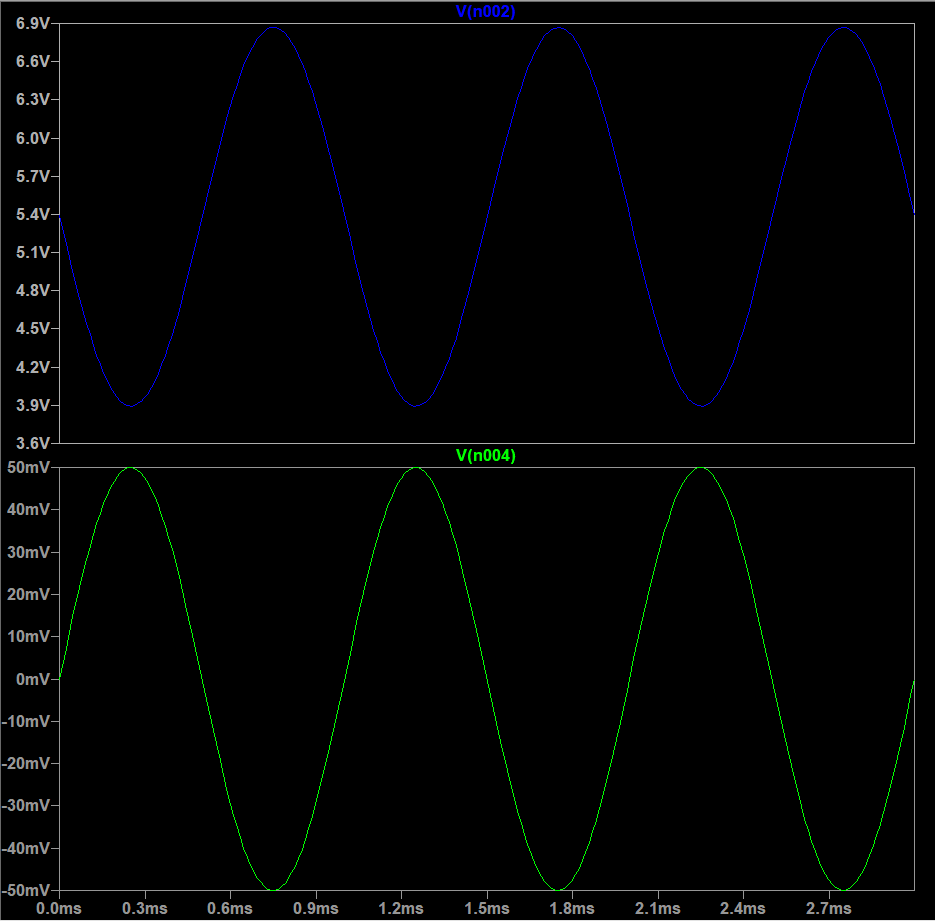 V(n002)
6.9V
6.6V
6.3V
6.0V
5.7V
5.4V
5.1V
4.8V
4.5V
4.2V
3.9V
3.6V
V(n004)
50mV
40mV
30mV
20mV
10mV
0mV
-10mV
-20mV
-30mV
-40mV
-50mV
0.0ms 0.3ms 0.6ms 0.9ms 1.2ms 1.5ms 1.8ms 2.1ms 2.4ms 2.7ms